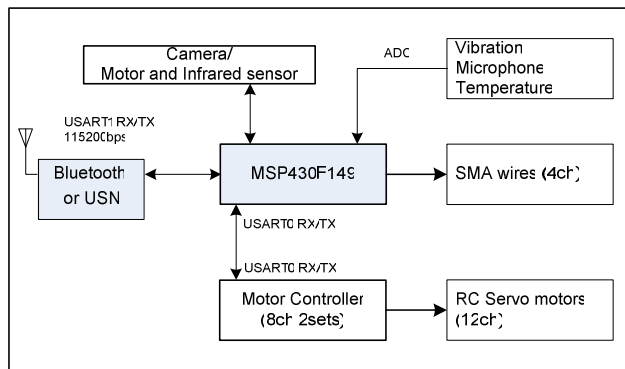 Camera/
Motor and Infrared sensor
ADC
Vibration
Microphone
Temperature
USART1 RX/TX
115200bps
Bluetooth
or USN
MSP430F149
SMA wires (4ch)
USART0 RX/TX
USART0 RX/TX
Motor Controller
(8ch 2sets)
RC Servo motors
(12ch)